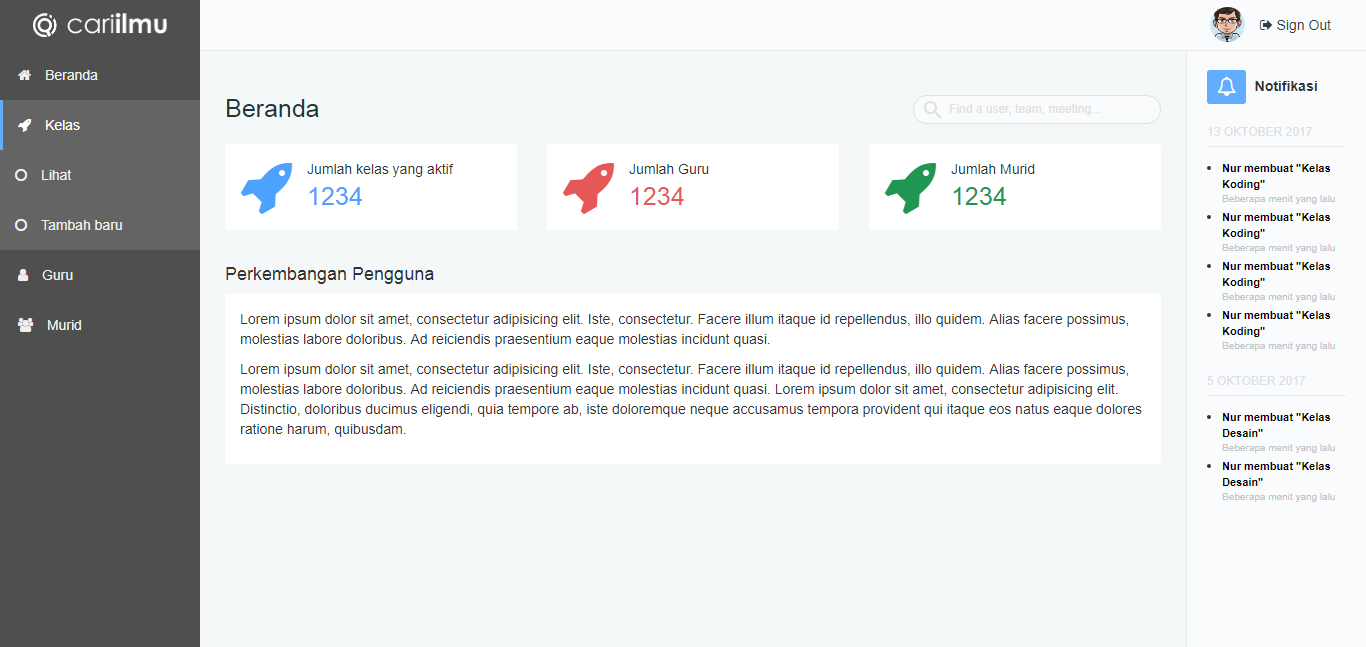 cariilmu
Beranda
Kelas
Lihat
Tambah baru
Guru
Murid
Sign Out
Beranda
Find a user, team, meeting...
Jumlah kelas yang aktif
1234
Jumlah Guru
1234
Jumlah Murid
1234
Perkembangan Pengguna
Lorem ipsum dolor sit amet, consectetur adipisicing elit. Iste, consectetur. Facere illum itaque id repellendus, illo quidem. Alias facere possimus,
molestias labore doloribus. Ad reiciendis praesentium eaque molestias incidunt quasi.
Lorem ipsum dolor sit amet, consectetur adipisicing elit. Iste, consectetur. Facere illum itaque id repellendus, illo quidem. Alias facere possimus,
molestias labore doloribus. Ad reiciendis praesentium eaque molestias incidunt quasi. Lorem ipsum dolor sit amet, consectetur adipisicing elit.
Distinctio, doloribus ducimus eligendi, quia tempore ab, iste doloremque neque accusamus tempora provident qui itaque eos natus eaque dolores
ratione harum, quibusdam.
Notifikasi
13 OKTOBER 2017
Nur membuat "Kelas
Koding"
Beberapa menit yang lalu
Nur membuat "Kelas
Koding"
Beberapa menit yang lalu
Nur membuat "Kelas
Koding"
Beberapa menit yang lalu
Nur membuat "Kelas
Koding"
Beberapa menit yang lalu
5 OKTOBER 2017
Nur membuat "Kelas
Desain"
Beberapa menit yang lalu
Nur membuat "Kelas
Desain"
Beberapa menit yang lalu